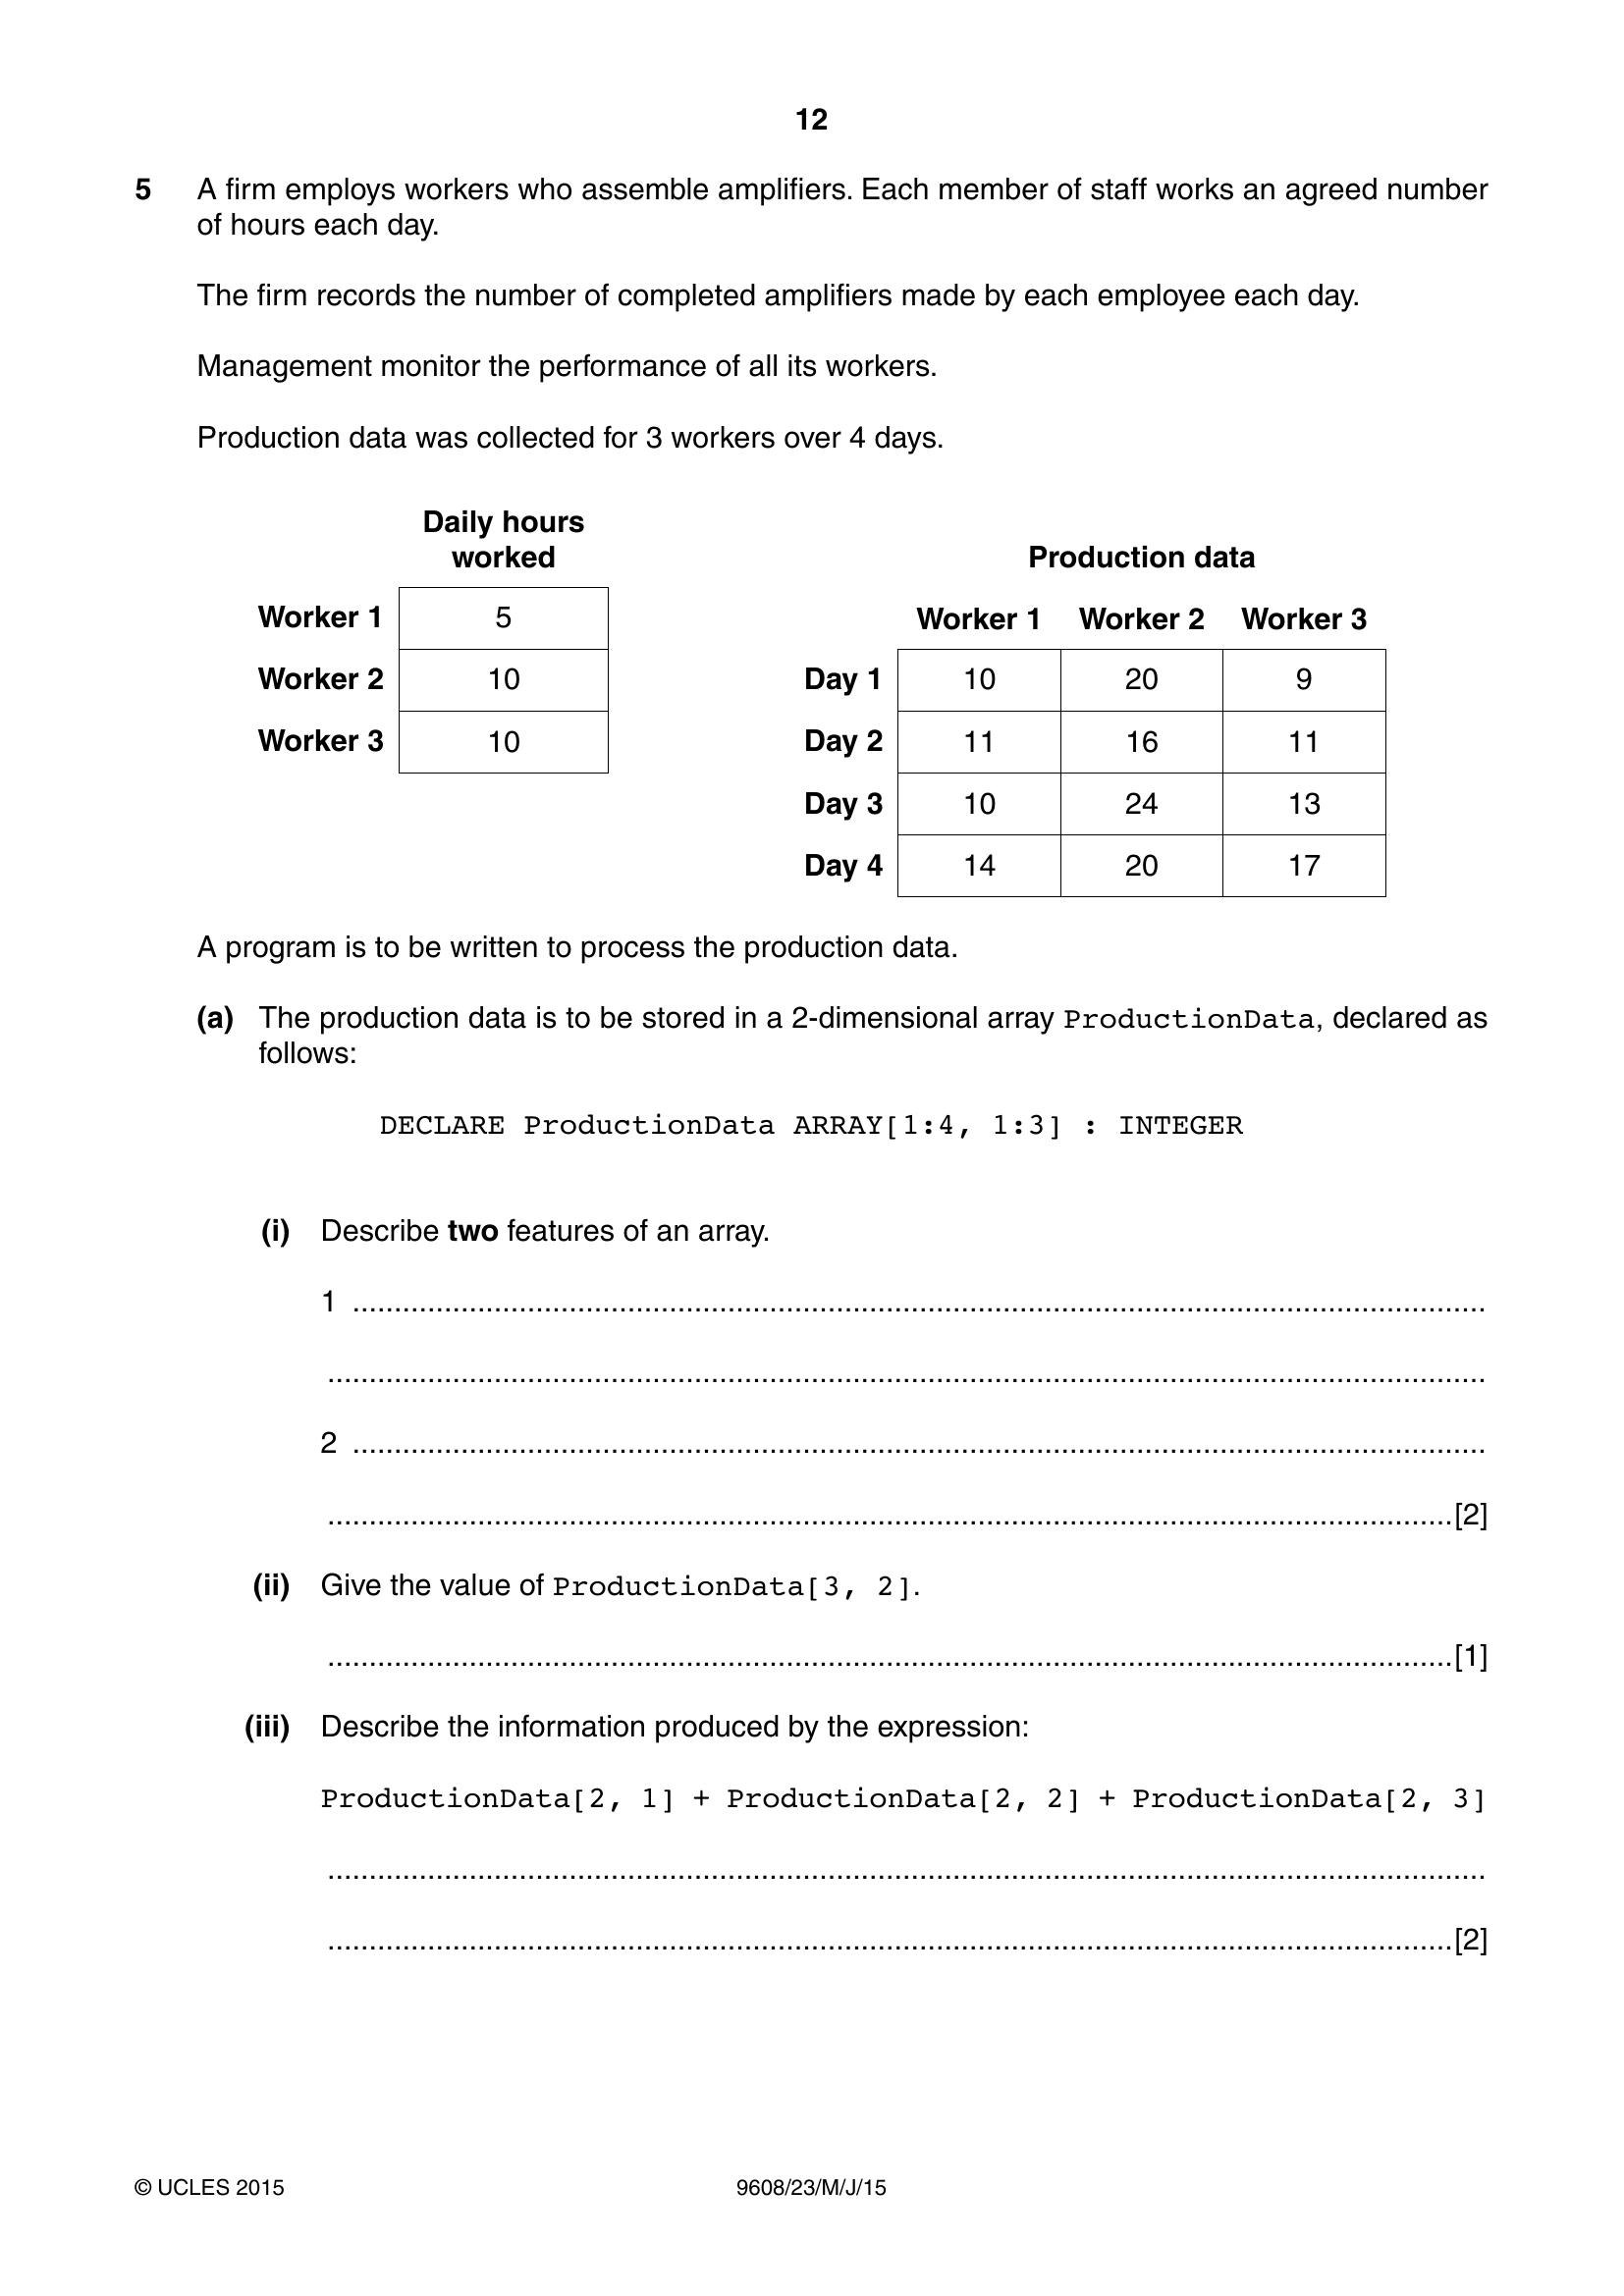 12
5 A firm employs workers who assemble amplifiers. Each member of staff works an agreed number
of hours each day.
The firm records the number of completed amplifiers made by each employee each day.
Management monitor the performance of all its workers.
Production data was collected for 3 workers over 4 days.
Daily hours
worked
Worker 1 5
Worker 2 10
Worker 3 10
Production data
Worker 1 Worker 2 Worker 3
Day 1 10 20 9
Day 2 11 16 11
Day 3 10 24 13
Day 4 14 20 17
A program is to be written to process the production data.
(a) The production data is to be stored in a 2-dimensional array ProductionData, declared as
follows:
DECLARE ProductionData ARRAY[1:4, 1:3] : INTEGER
(i) Describe two features of an array.
1 ........................................................................................................................................
........................................................................................................................................
2 ........................................................................................................................................
........................................................................................................................................[2]
(ii) Give the value of ProductionData[3, 2].
........................................................................................................................................[1]
(iii) Describe the information produced by the expression:
ProductionData[2, 1] + ProductionData[2, 2] + ProductionData[2, 3]
........................................................................................................................................
........................................................................................................................................[2]
© UCLES 2015 9608/23/M/J/15